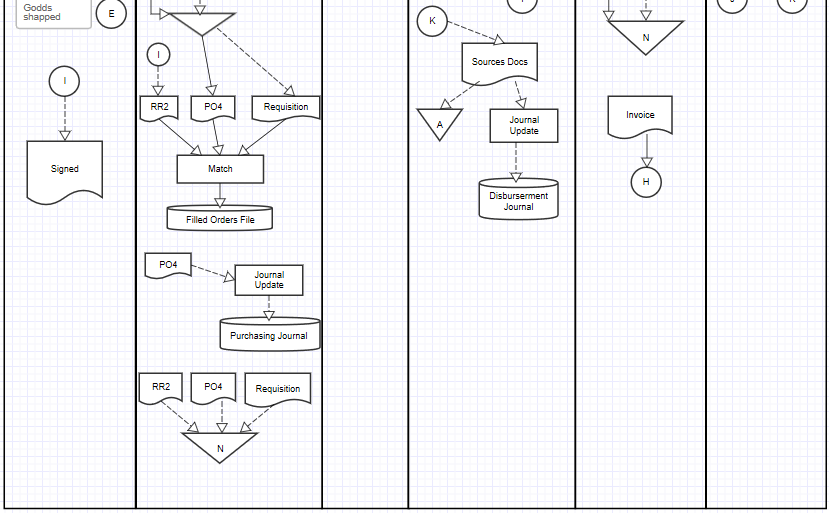 Godds
shapped
E
K
N
I
I
Sources Docs
RR2
PO4
Requisition
A
Journal
Update
Invoice
Signed
Match
H
Disburserment
Journal
Filled Orders File
PO4
Journal
Update
Purchasing Journal
RR2
PO4
Requisition
N